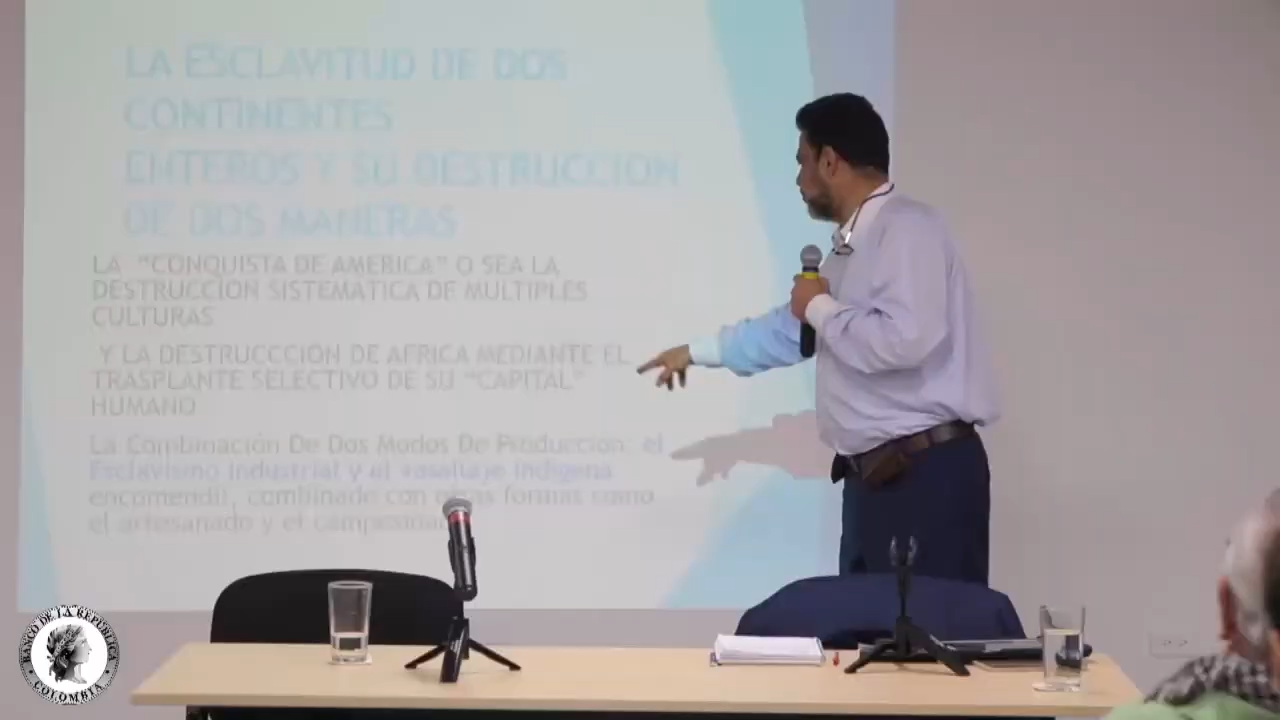 LA ESCLAVITUD DE DOS
CONTINENTES
ENTEROS Y SU DESTRUCCION
DE DOS MANERAS
LA "CONQUISTA DE AMERICA" O SEA LA
DESTRUCCION SISTEMATICA DE MULTIPLES
CULTURAS
Y LA DESTRUCCCION DE AFRICA MEDIANTE EL
TRASPLANTE SELECTIVO DE SU "CAPITAL"
HUMANO
La Combinación De Dos Modos De Producción: el
Esclavismo Industrial y el vasallaje indígena
combinado con otras formas como
el artesanado y el
BANCO DE LA REPÚBLICA
COLOMBIA